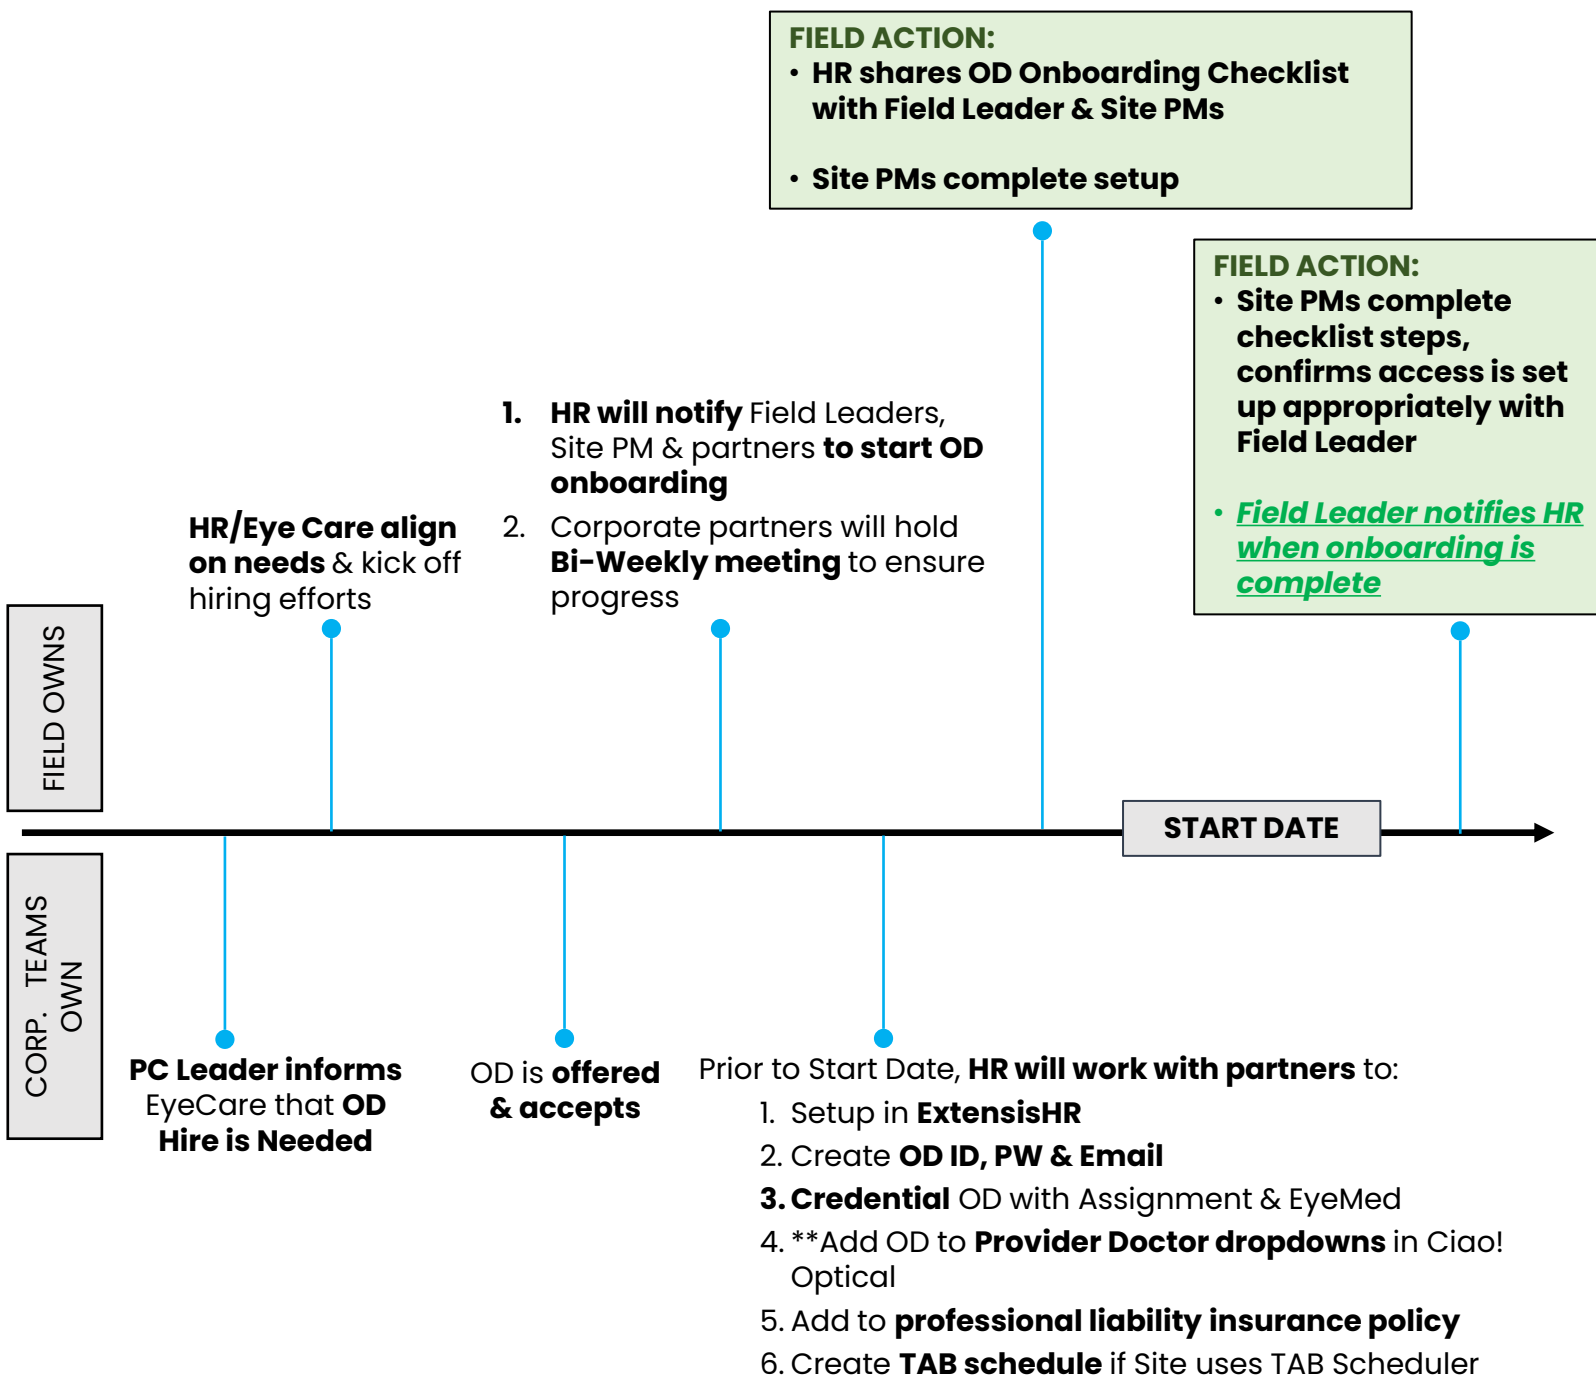 FIELD ACTION:
• HR shares OD Onboarding Checklist
with Field Leader & Site PMs
• Site PMs complete setup
FIELD ACTION:
• Site PMs complete
checklist steps,
confirms access is set
up appropriately with
Field Leader
• Field Leader notifies HR
when onboarding is
complete
1. HR will notify Field Leaders,
Site PM & partners to start OD
onboarding
2. Corporate partners will hold
Bi-Weekly meeting to ensure
progress
HR/Eye Care align
on needs & kick off
hiring efforts
FIELD OWNS
START DATE
CORP. TEAMS
OWN
PC Leader informs
EyeCare that OD
Hire is Needed
OD is offered
& accepts
Prior to Start Date, HR will work with partners to:
1. Setup in ExtensisHR
2. Create OD ID, PW & Email
3. Credential OD with Assignment & EyeMed
4. **Add OD to Provider Doctor dropdowns in Ciao!
Optical
5. Add to professional liability insurance policy
6. Create TAB schedule if Site uses TAB Scheduler